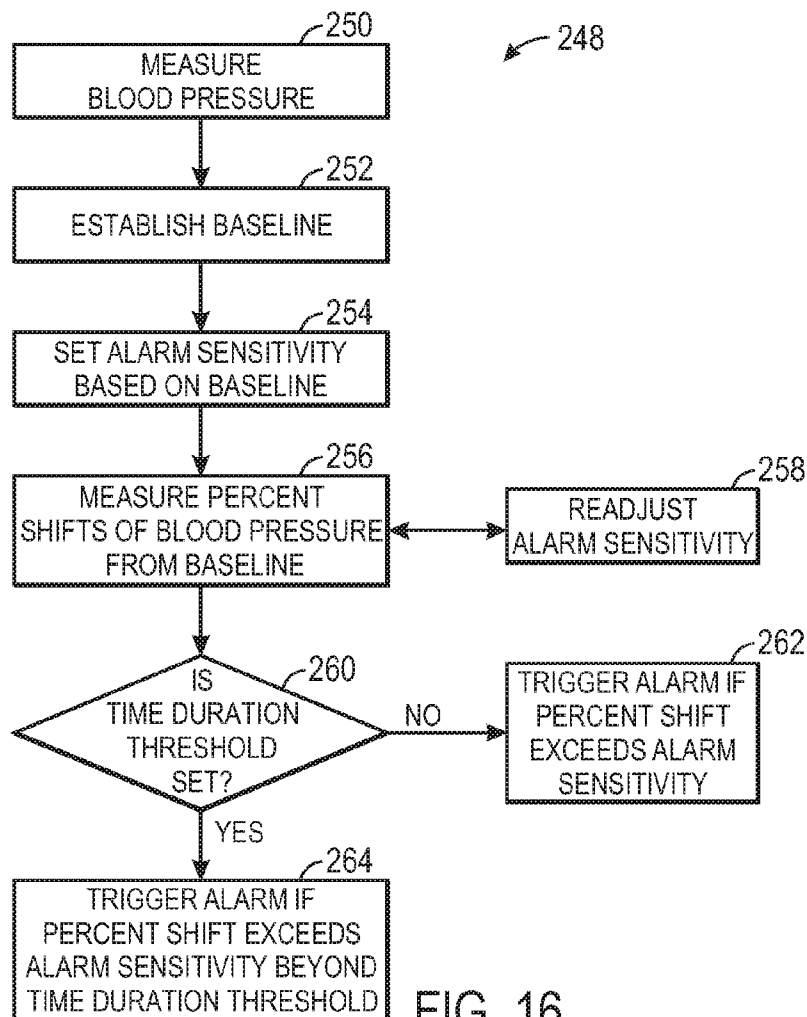 250
248
MEASURE
BLOOD PRESSURE
252
ESTABLISH BASELINE
254
SET ALARM SENSITIVITY
BASED ON BASELINE
256
MEASURE PERCENT
SHIFTS OF BLOOD PRESSURE
FROM BASELINE
258
READJUST
ALARM SENSITIVITY
260
IS
TIME DURATION
THRESHOLD
SET?
NO
262
TRIGGER ALARM IF
PERCENT SHIFT
EXCEEDS ALARM
SENSITIVITY
YES
264
TRIGGER ALARM IF
PERCENT SHIFT EXCEEDS
ALARM SENSITIVITY BEYOND
TIME DURATION THRESHOLD
FIG. 16